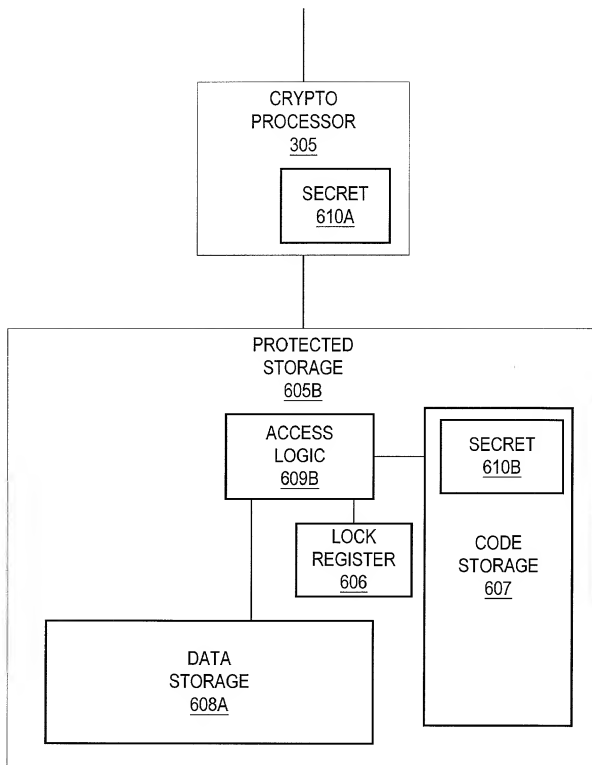 CRYPTO
PROCESSOR
305
SECRET
610A
PROTECTED
STORAGE
605B
ACCESS
LOGIC
609B
SECRET
610B
LOCK
REGISTER
606
CODE
STORAGE
607
DATA
STORAGE
608A